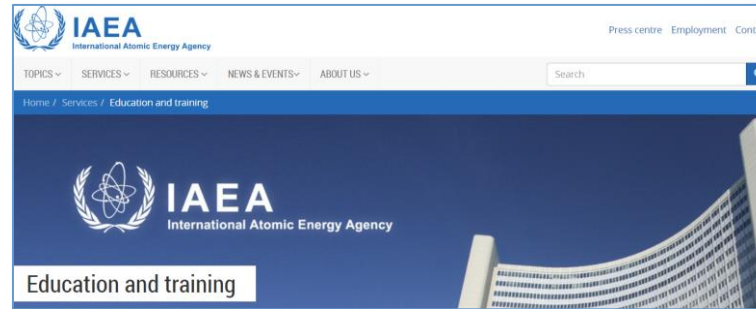 IAEA
International Atomic Energy Agency
Press centre Employment
TOPICS SERVICES RESOURCES NEWS & EVENTS ABOUT US Search
Home / Services / Education and training
IAEA
International Atomic Energy Agency
Education and training